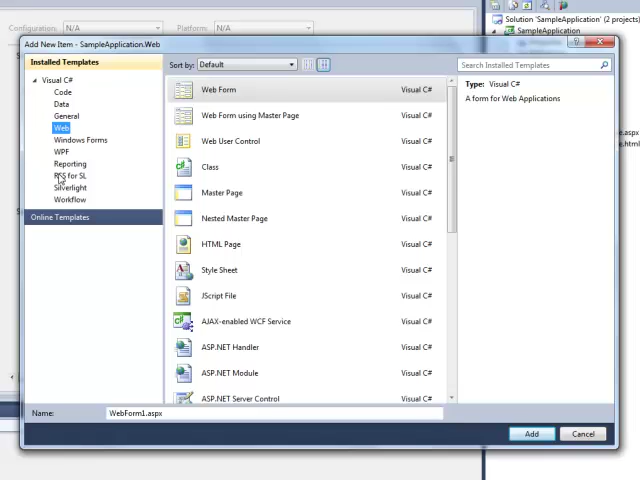 Configuration: N/A Platform: N/A
Solution 'SampleApplication' (2 projects)
SampleApplication
Add New Item - SampleApplication.Web
Installed Templates
Sort by: Default
Search Installed Templates
Visual C#
Code
Data
General
Web
Windows Forms
WPF
Reporting
RSS for SL
Silverlight
Workflow
Online Templates
Web Form Visual C#
Web Form using Master Page Visual C#
Web User Control Visual C#
Class Visual C#
Master Page Visual C#
Nested Master Page Visual C#
HTML Page Visual C#
Style Sheet Visual C#
JScript File Visual C#
AJAX-enabled WCF Service Visual C#
ASP.NET Handler Visual C#
ASP.NET Module Visual C#
ASP.NET Server Control Visual C#
Type: Visual C#
A form for Web Applications
Name: WebForm1.aspx
Add Cancel